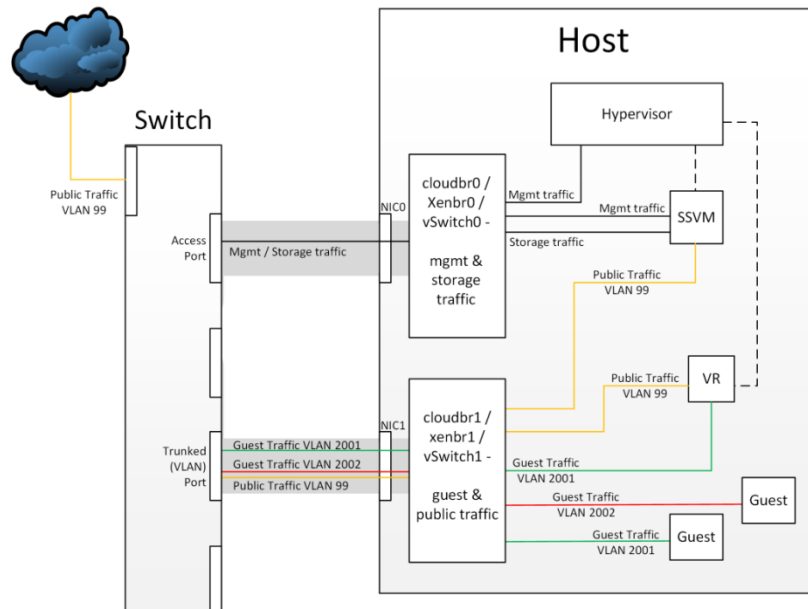 Host
Switch
Hypervisor
Public Traffic
VLAN 99
Access
Port
NIC0
Mgmt / Storage traffic
cloudbr0 /
Xenbr0 /
vSwitch0 -
mgmt &
storage
traffic
Mgmt traffic
Mgmt traffic
Storage traffic
SSVM
Public Traffic
VLAN 99
Public Traffic
VLAN 99
VR
Trunked
(VLAN)
Port
NIC1
Guest Traffic VLAN 2001
Guest Traffic VLAN 2002
Public Traffic VLAN 99
cloudbr1 /
xenbr1 /
vSwitch1 -
guest &
public traffic
Guest Traffic
VLAN 2001
Guest Traffic
VLAN 2002
Guest
Guest Traffic
VLAN 2001
Guest